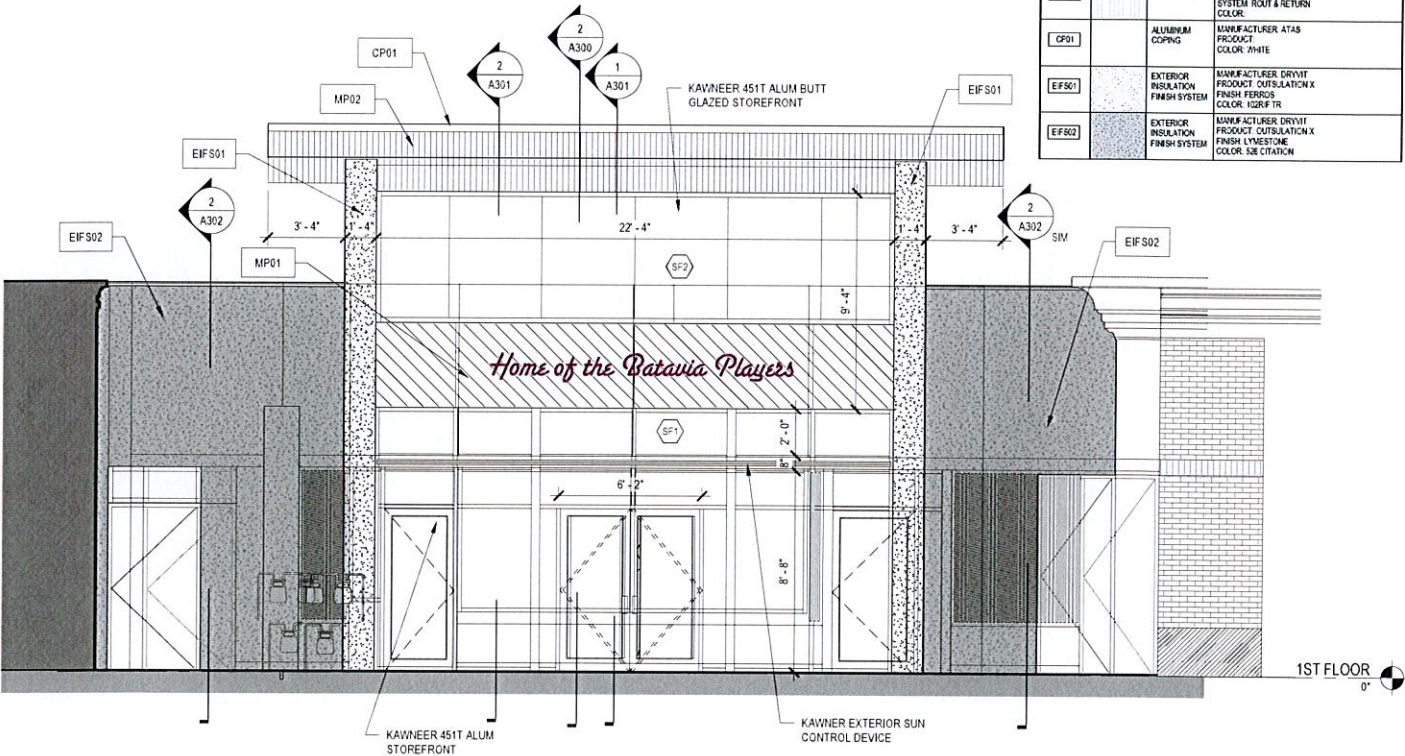 SYSTEM ROUT & RETURN
COLOR:
CP01
ALUMINUM
COPING
MANUFACTURER: ATAS
PRODUCT:
COLOR: WHITE
EIFS01
EXTERIOR
INSULATION
FINISH SYSTEM
MANUFACTURER: DRYVIT
PRODUCT: OUTSULATION X
FINISH: FERROS
COLOR: 102RIF TR
EIFS02
EXTERIOR
INSULATION
FINISH SYSTEM
MANUFACTURER: DRYVIT
PRODUCT: OUTSULATION X
FINISH: LYMESTONE
COLOR: 526 CITATION
2
A300
CP01
2
A301
1
A301
KAWNEER 451T ALUM BUTT
GLAZED STOREFRONT
EIFS01
MP02
EIFS01
2
A302
2
A302
SIM
3' - 4"
1' - 4"
22' - 4"
1' - 4"
3' - 4"
EIFS02
EIFS02
MP01
SF2
9' - 4"
Home of the Batavia Players
SF1
2' - 0"
8"
6' - 2"
8' - 8"
1ST FLOOR
0"
KAWNEER 451T ALUM
STOREFRONT
KAWNER EXTERIOR SUN
CONTROL DEVICE